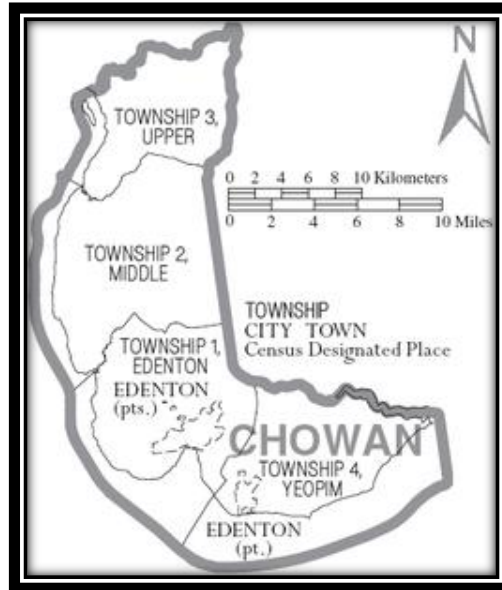 N
TOWNSHIP 3,
UPPER
0 2 4 6 8 10 Kilometers
0 2 4 6 8 10 Miles
TOWNSHIP 2,
MIDDLE
TOWNSHIP
CITY TOWN
Census Designated Place
TOWNSHIP 1,
EDENTON
EDENTON
(pts.)
CHOWAN
TOWNSHIP 4,
YEOPIM
EDENTON
(pt.)